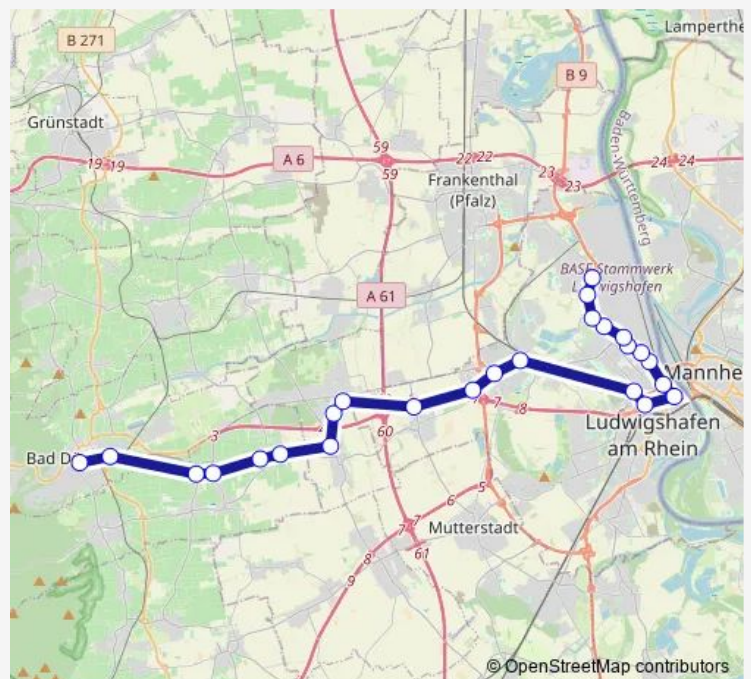 B 271
Lamperthe
Grünstadt
B 9
Baden-Württemberg
59
A 6
19 19
22 22
24 24
59
23
23
Frankenthal
(Pfalz)
BASF Stammwerk
Ludwigshafen
A 61
Mannhe
7
8
Ludwigshafen
am Rhein
3
60
Bad D
5
6
7
7
Mutterstadt
8
61
9
© OpenStreetMap contributors